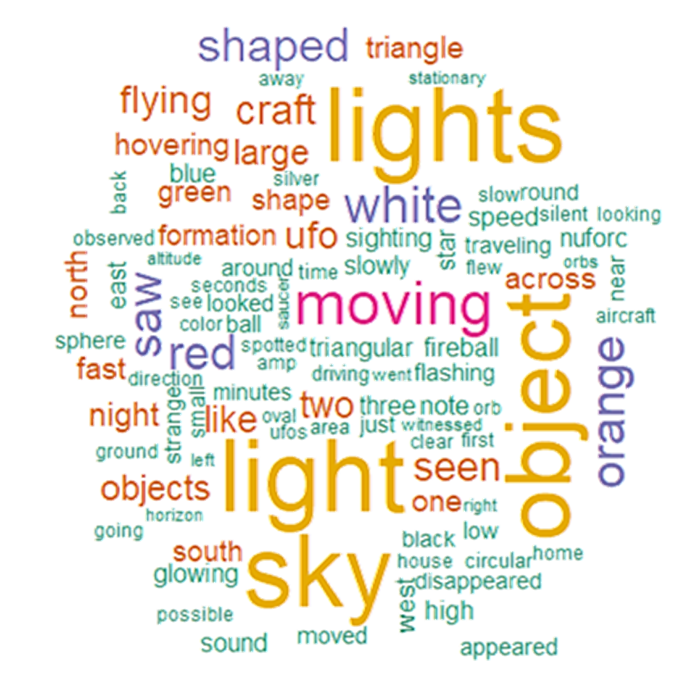 shaped triangle
away stationary
flying craft lights
hovering large
back blue silver
green shape white slow round
speed silent looking
observed formation ufo sighting star traveling nuforc
north east altitude around time slowly flew orbs near
saw seconds saucer moving across
see looked object aircraft
color ball
sphere red spotted triangular fireball orange
fast direction amp driving went flashing
strange small minutes
night like oval two three note orb
ufos area just witnessed
ground left light clear first
seen
objects one right
horizon
going black low
south sky house circular home
glowing west disappeared
possible high
sound moved appeared